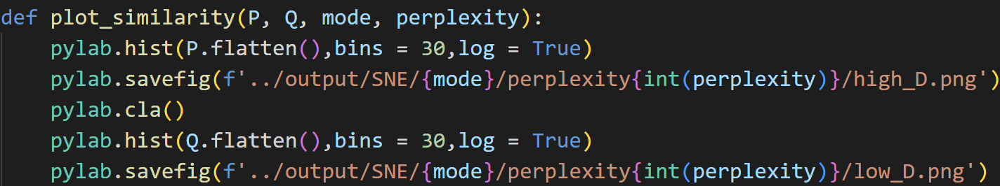 def plot_similarity(P, Q, mode, perplexity):
    pylab.hist(P.flatten(),bins = 30,log = True)
    pylab.savefig(f'../output/SNE/{mode}/perplexity{int(perplexity)}/high_D.png')
    pylab.cla()
    pylab.hist(Q.flatten(),bins = 30,log = True)
    pylab.savefig(f'../output/SNE/{mode}/perplexity{int(perplexity)}/low_D.png')